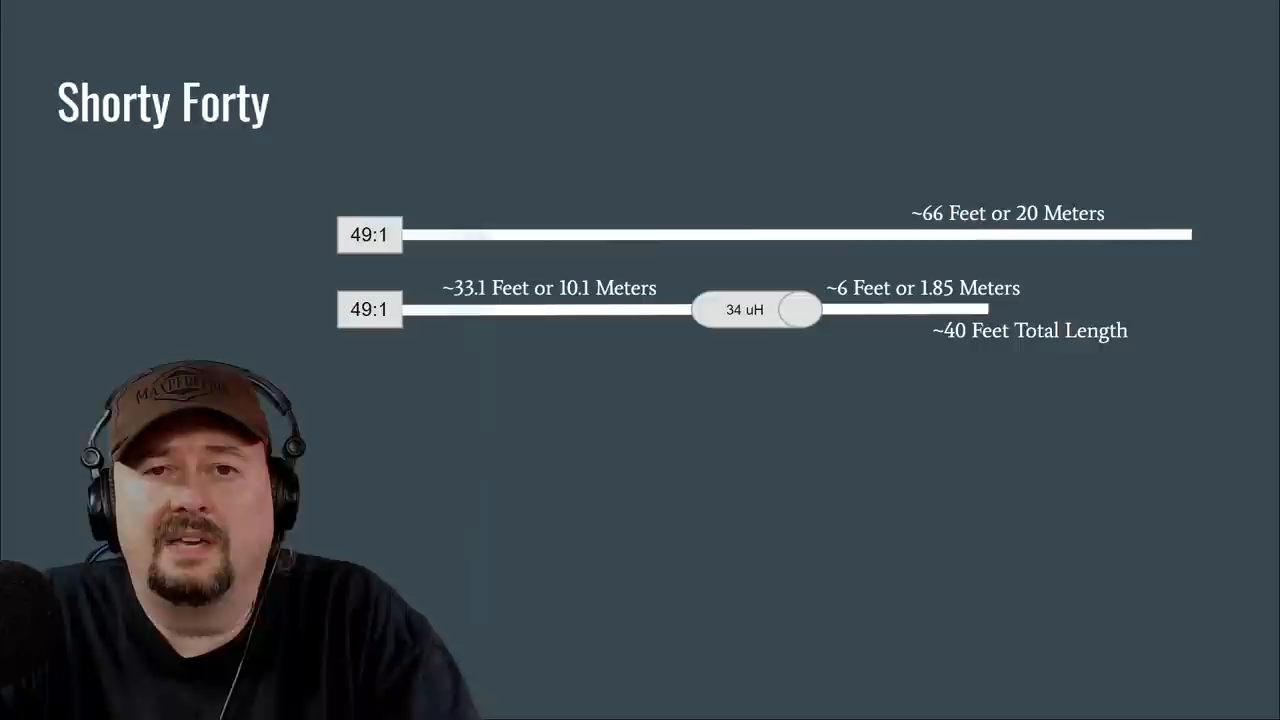 Shorty Forty
~66 Feet or 20 Meters
49:1
~33.1 Feet or 10.1 Meters
~6 Feet or 1.85 Meters
49:1
34 uH
~40 Feet Total Length